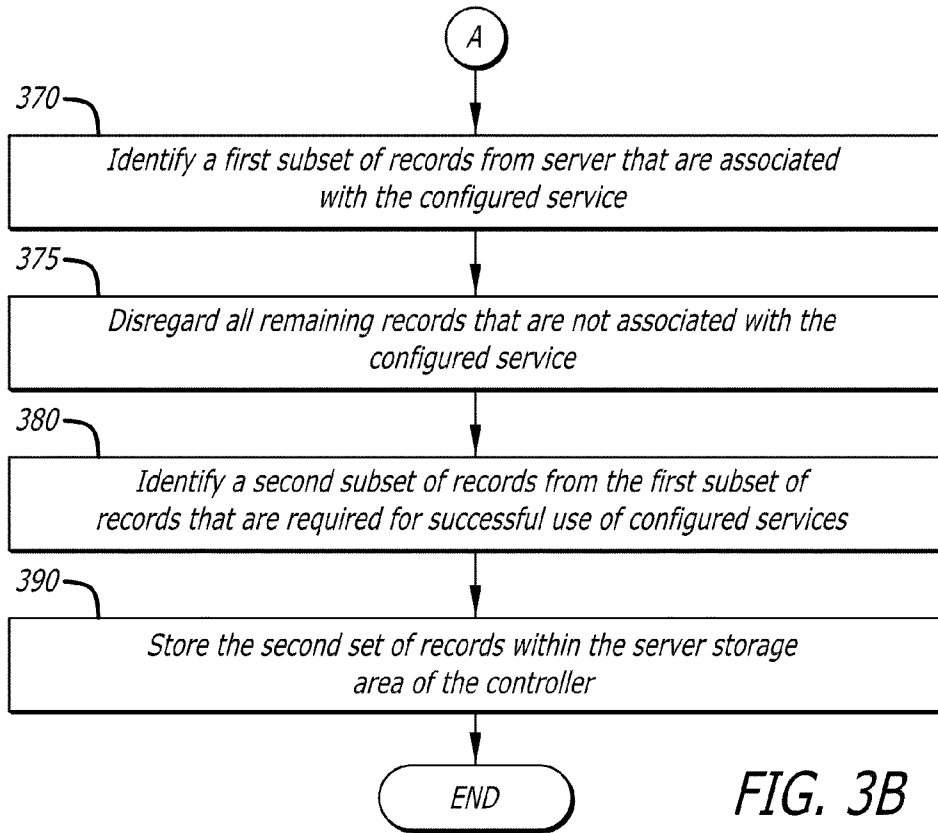 A
370
Identify a first subset of records from server that are associated
with the configured service
375
Disregard all remaining records that are not associated with the
configured service
380
Identify a second subset of records from the first subset of
records that are required for successful use of configured services
390
Store the second set of records within the server storage
area of the controller
END
FIG. 3B